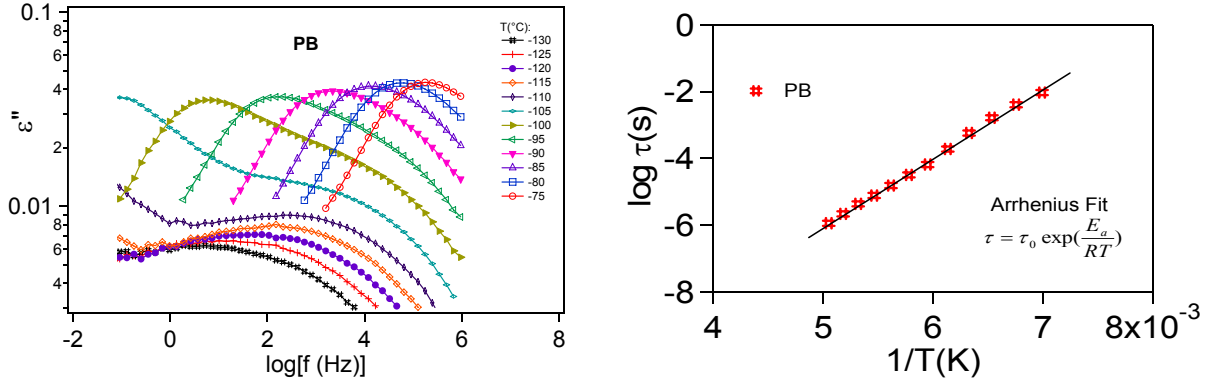 0.1
8
6
4
2
0.01
8
6
4
ε"
PB
T(°C):
-130
-125
-120
-115
-110
-105
-100
-95
-90
-85
-80
-75
-2 0 2 4 6 8
log[f (Hz)]
-0
-2
-4
-6
-8
log τ(s)
PB
Arrhenius Fit
τ = τ0 exp(Ea/RT)
4 5 6 7 8x10-3
1/T(K)